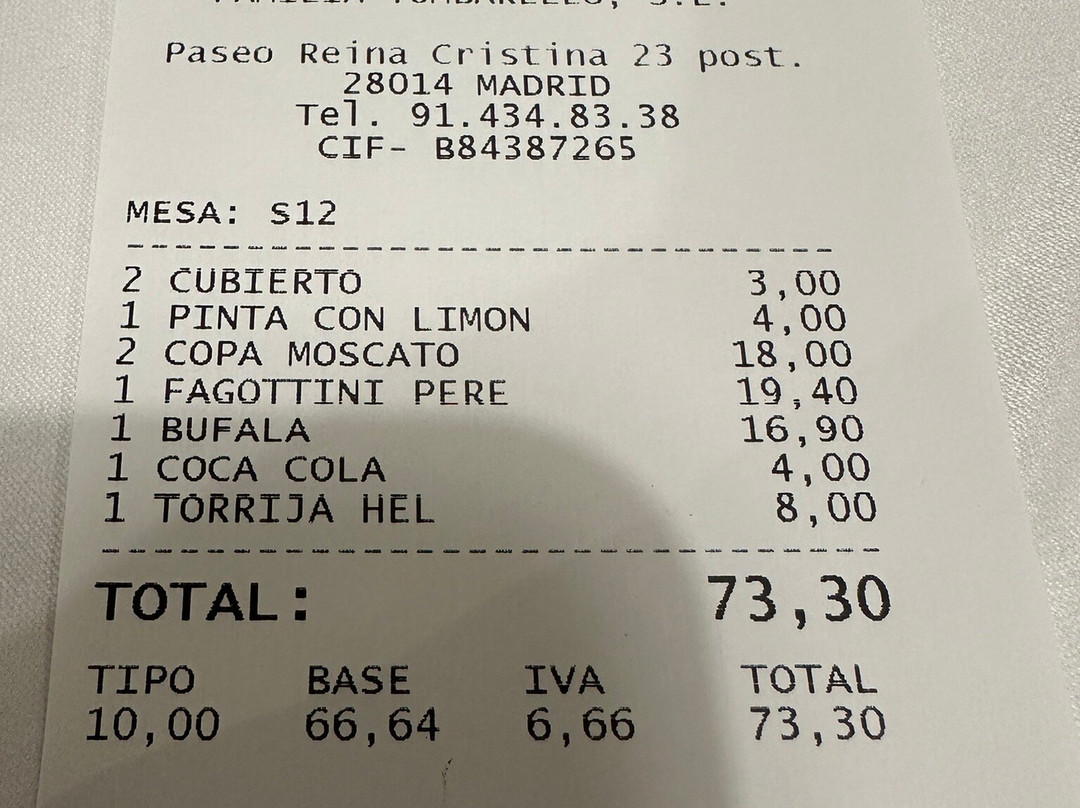 Paseo Reina Cristina 23 post.
28014 MADRID
Tel. 91.434.83.38
CIF- B84387265
MESA: S12
2 CUBIERTO 3,00
1 PINTA CON LIMON 4,00
2 COPA MOSCATO 18,00
1 FAGOTTINI PERE 19,40
1 BUFALA 16,90
1 COCA COLA 4,00
1 TORRIJA HEL 8,00
TOTAL: 73,30
TIPO BASE IVA TOTAL
10,00 66,64 6,66 73,30